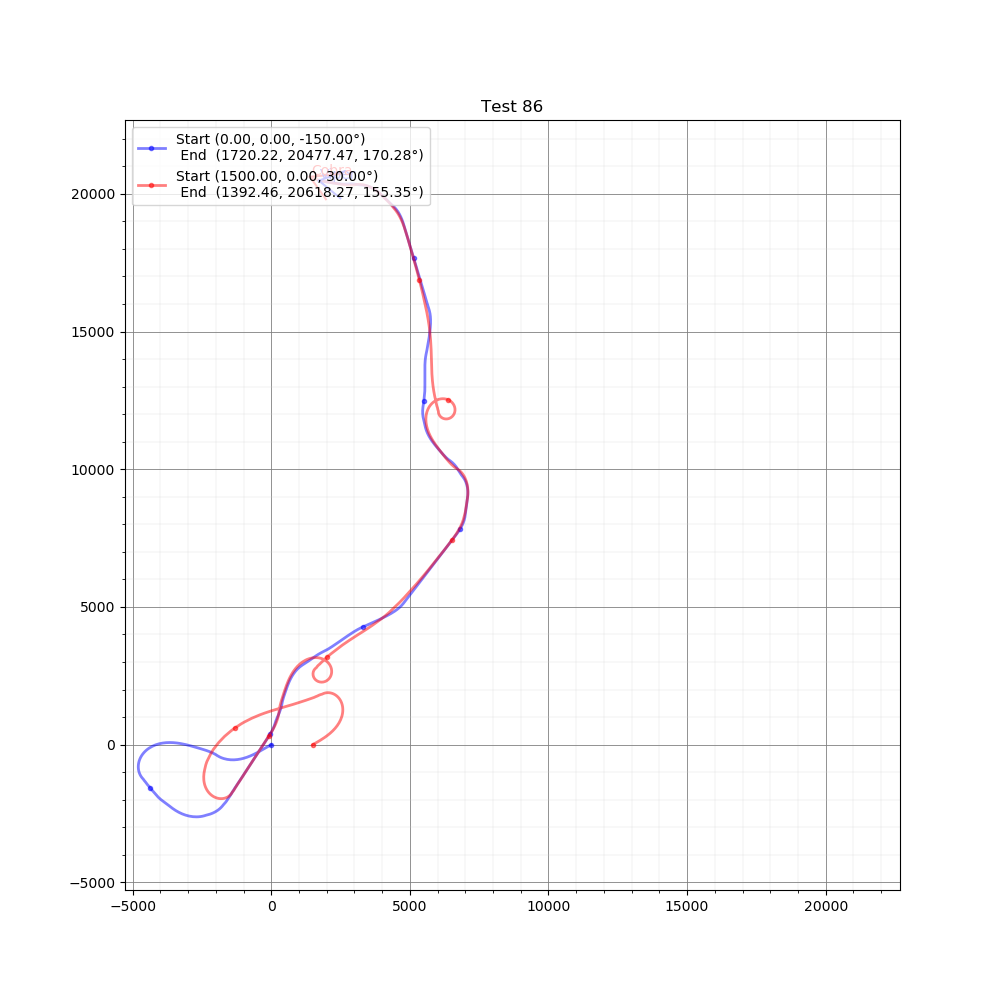 Test 86
Start (0.00, 0.00, -150.00°)
End (1720.22, 20477.47, 170.28°)
Start (1500.00, 0.00, 30.00°)
End (1392.46, 20618.27, 155.35°)
Cobra
20000
15000
10000
5000
0
−5000
−5000 0 5000 10000 15000 20000